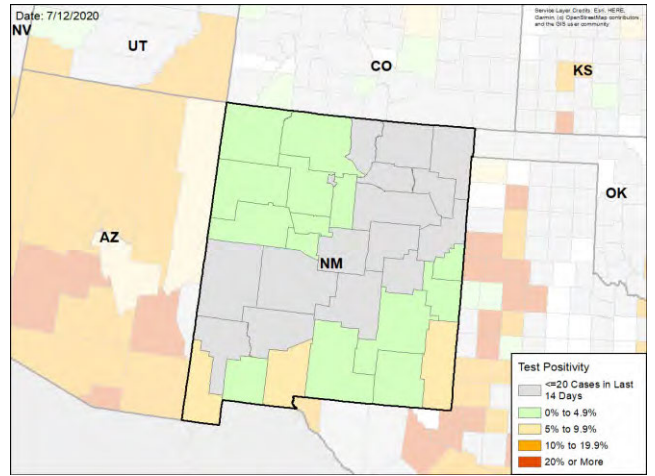 Date: 7/12/2020
Service Layer Credits: Esri, HERE,
Garmin, (c) OpenStreetMap contributors,
and the GIS user community
NV
UT
CO
KS
OK
AZ
NM
Test Positivity
<=20 Cases in Last
14 Days
0% to 4.9%
5% to 9.9%
10% to 19.9%
20% or More